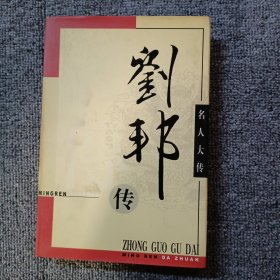 劉邦
传
名人大传
MINGREN
ZHONG GUO GU DAI
MING REN DA ZHUAN